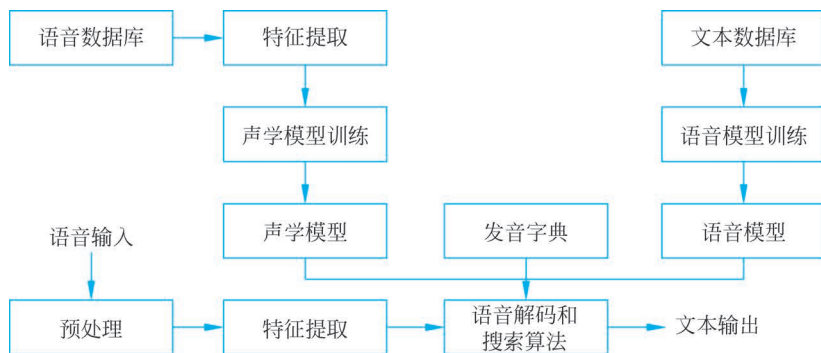 语音数据库
特征提取
文本数据库
声学模型训练
语音模型训练
语音输入
声学模型
发音字典
语音模型
预处理
特征提取
语音解码和
搜索算法
文本输出